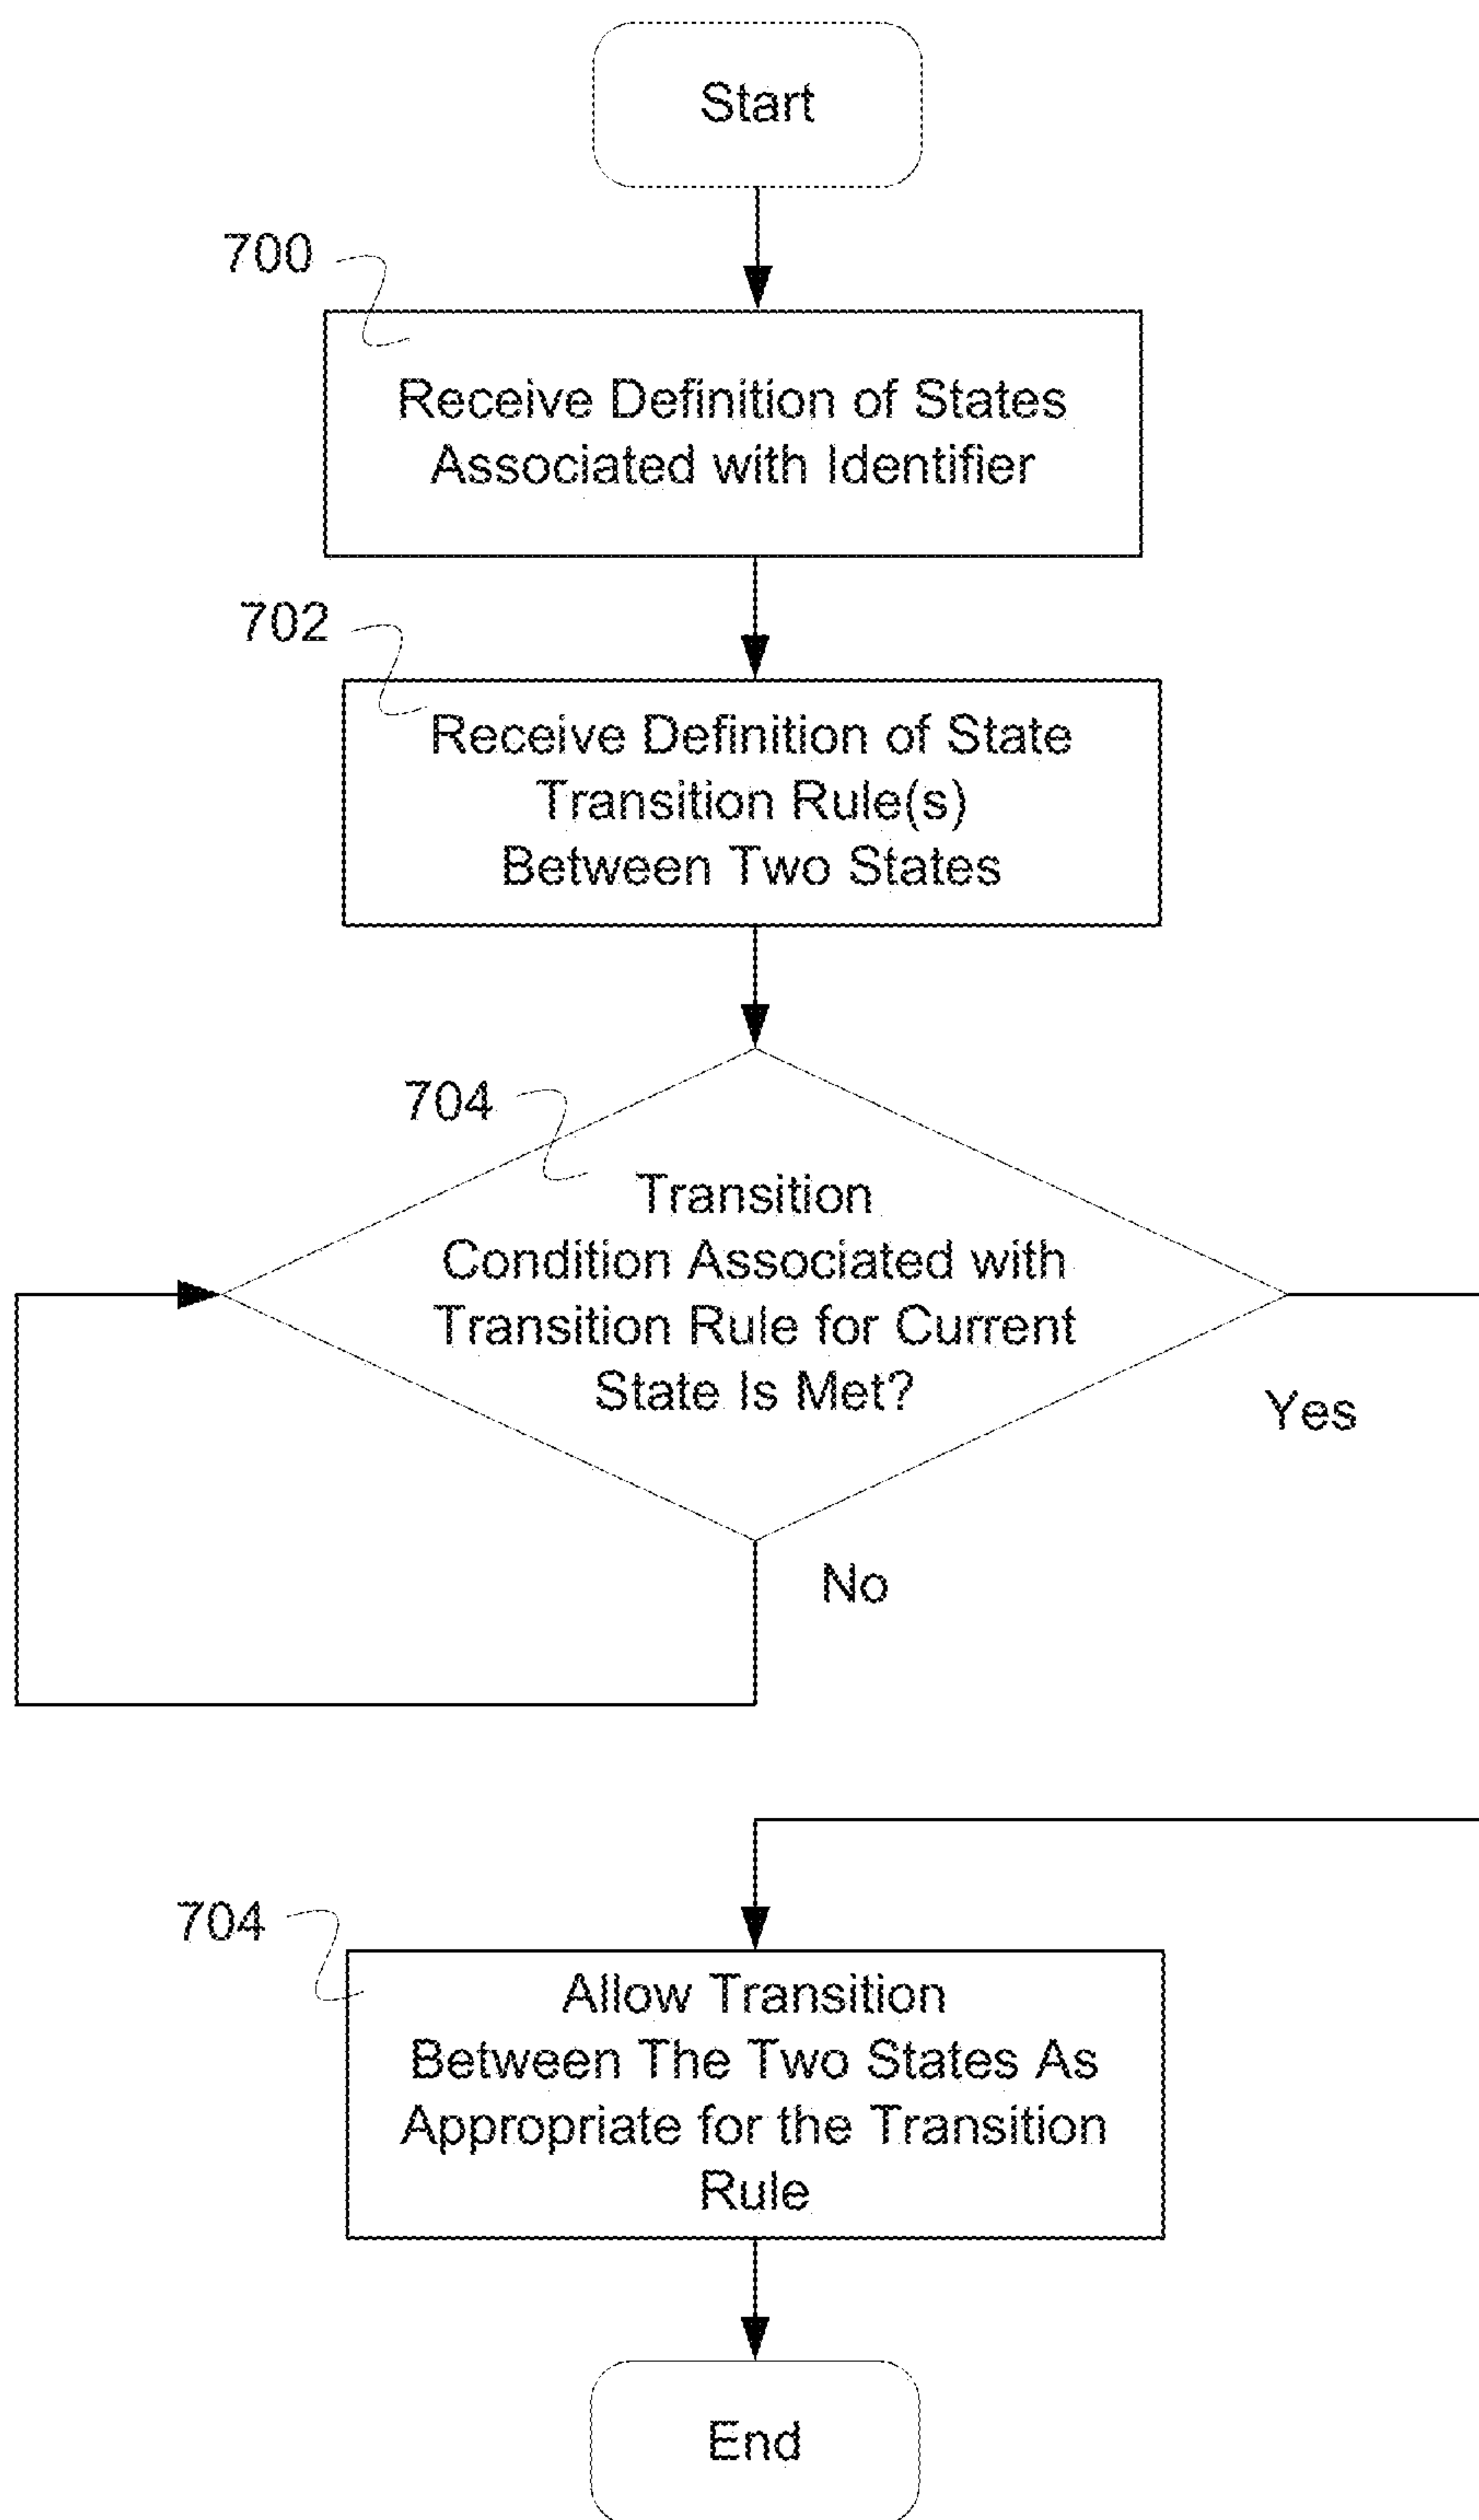 Start
700
Receive Definition of States
Associated with Identifier
702
Receive Definition of State
Transition Rule(s)
Between Two States
704
Transition
Condition Associated with
Transition Rule for Current
State Is Met?
Yes
No
704
Allow Transition
Between The Two States As
Appropriate for the Transition
Rule
End